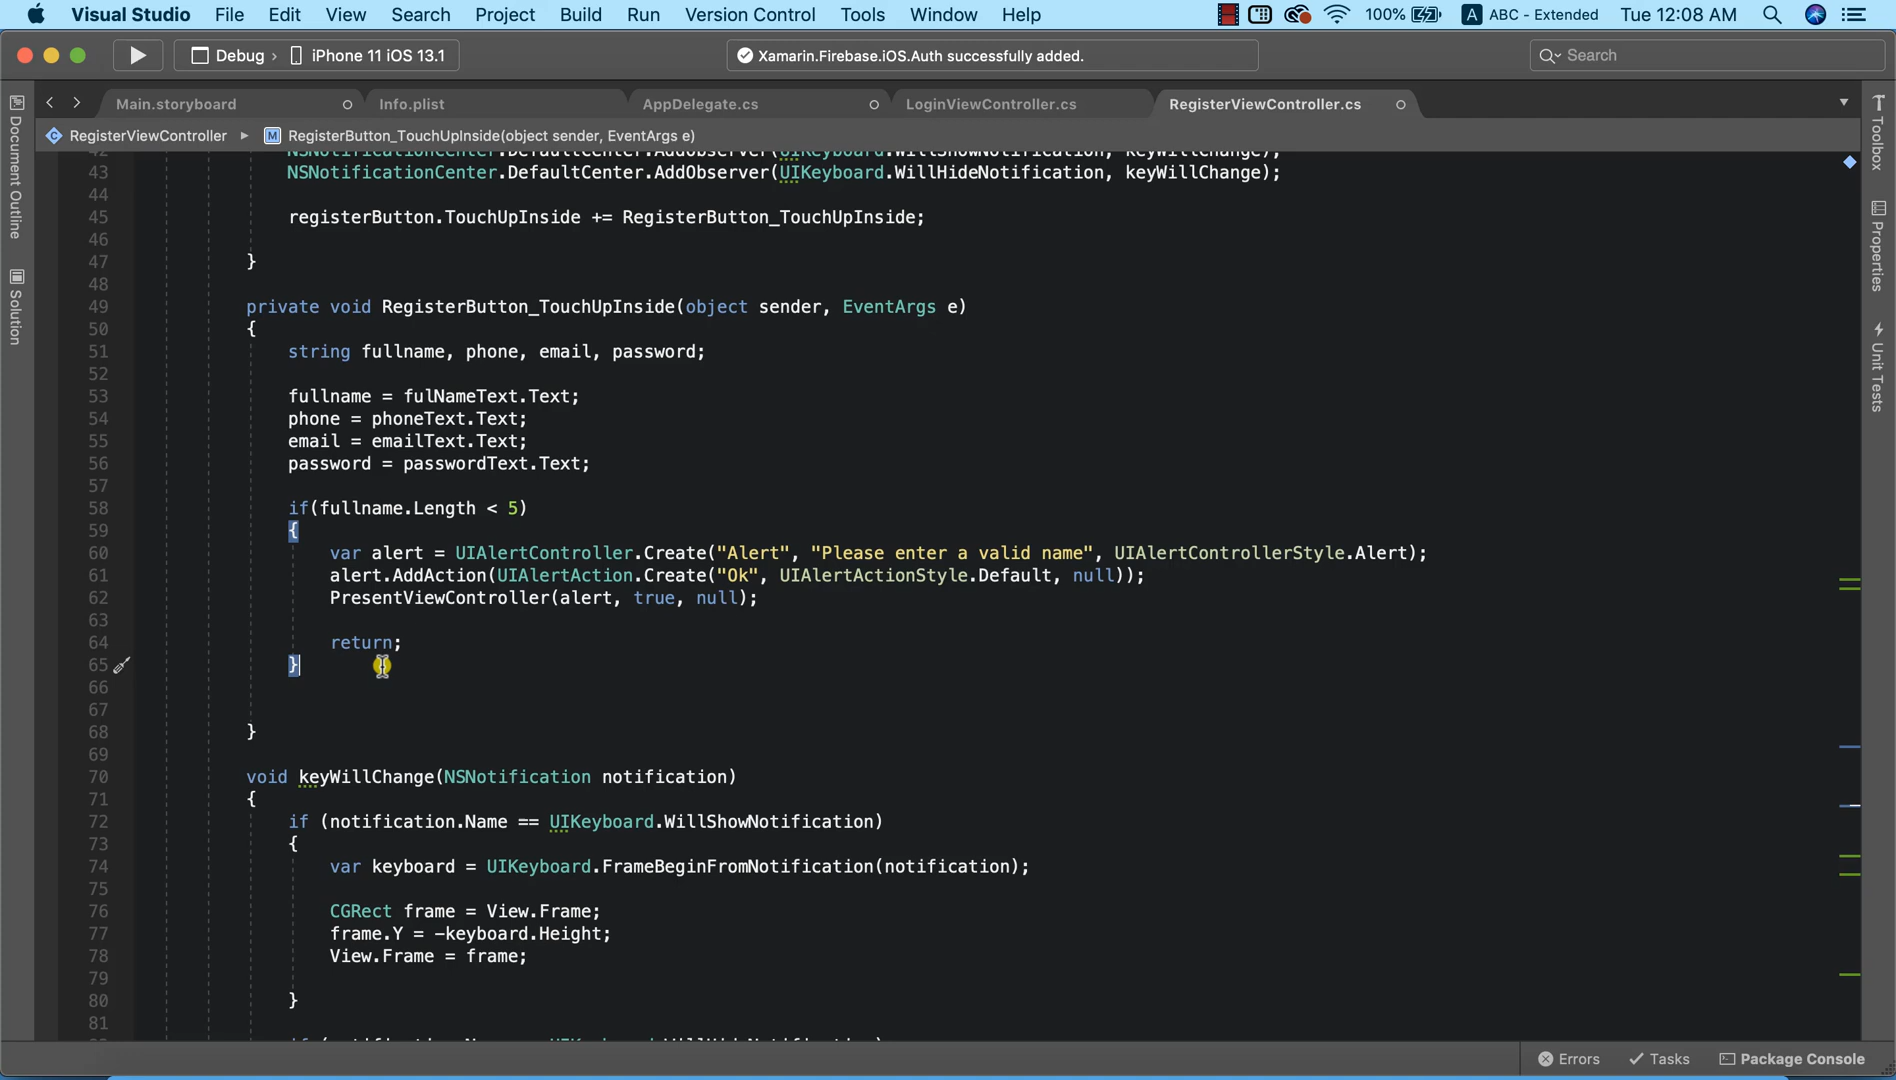 Visual Studio File Edit View Search Project Build Run Version Control Tools Window Help 100% A ABC - Extended Tue 12:08 AM
Debug › iPhone 11 iOS 13.1 Xamarin.Firebase.iOS.Auth successfully added. Search
Main.storyboard Info.plist AppDelegate.cs LoginViewController.cs RegisterViewController.cs
RegisterViewController M RegisterButton_TouchUpInside(object sender, EventArgs e)
42 NSNotificationCenter.DefaultCenter.AddObserver(UIKeyboard.WillShowNotification, keyWillChange);
43 NSNotificationCenter.DefaultCenter.AddObserver(UIKeyboard.WillHideNotification, keyWillChange);
44
45 registerButton.TouchUpInside += RegisterButton_TouchUpInside;
46
47 }
48
49 private void RegisterButton_TouchUpInside(object sender, EventArgs e)
50 {
51 string fullname, phone, email, password;
52
53 fullname = fulNameText.Text;
54 phone = phoneText.Text;
55 email = emailText.Text;
56 password = passwordText.Text;
57
58 if(fullname.Length < 5)
59 {
60 var alert = UIAlertController.Create("Alert", "Please enter a valid name", UIAlertControllerStyle.Alert);
61 alert.AddAction(UIAlertAction.Create("Ok", UIAlertActionStyle.Default, null));
62 PresentViewController(alert, true, null);
63
64 return;
65 }
66
67
68 }
69
70 void keyWillChange(NSNotification notification)
71 {
72 if (notification.Name == UIKeyboard.WillShowNotification)
73 {
74 var keyboard = UIKeyboard.FrameBeginFromNotification(notification);
75
76 CGRect frame = View.Frame;
77 frame.Y = -keyboard.Height;
78 View.Frame = frame;
79
80 }
81
Document Outline
Solution
Toolbox
Properties
Unit Tests
Errors Tasks Package Console